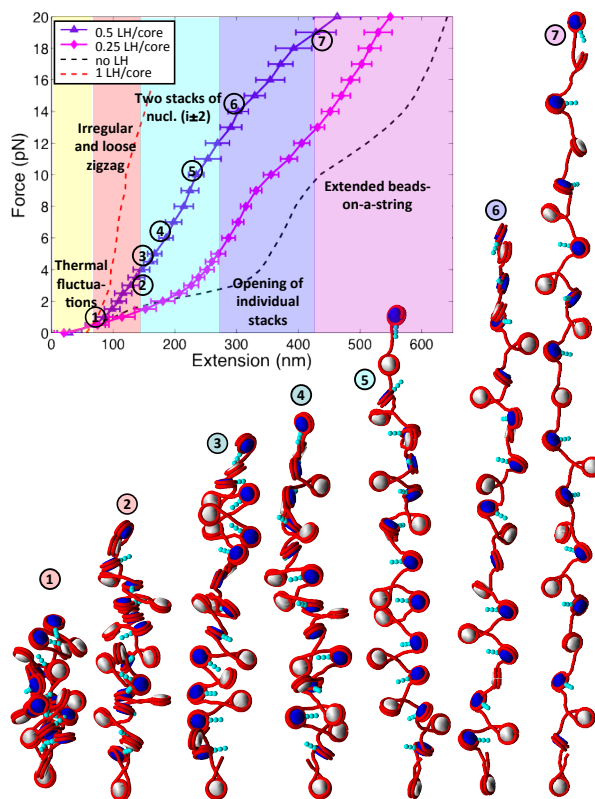 20
18
16
14
12
10
8
6
4
2
0
Force (pN)
0.5 LH/core
0.25 LH/core
no LH
1 LH/core
Two stacks of
nucl. (i±2)
Irregular
and loose
zigzag
Thermal
fluctua-
tions
Opening of
individual
stacks
Extended beads-
on-a-string
1
2
3
4
5
6
7
0
100
200
300
400
500
600
Extension (nm)
1
2
3
4
5
6
7